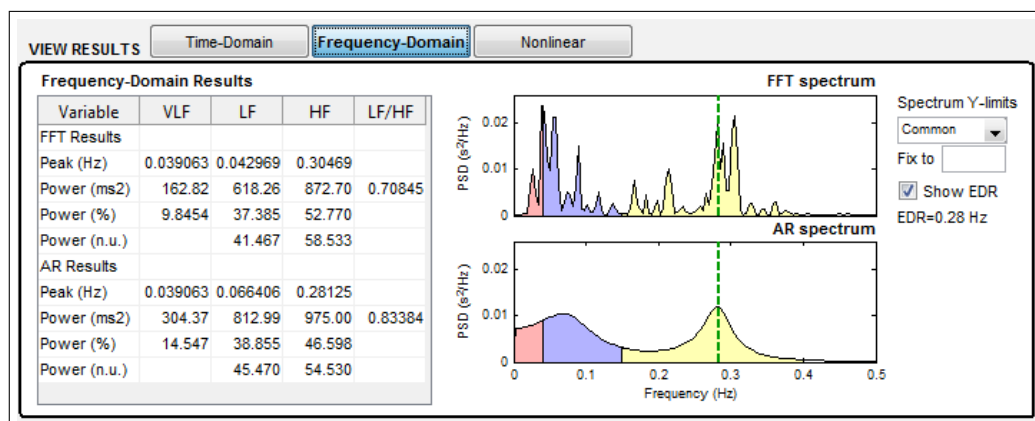 VIEW RESULTS Time-Domain Frequency-Domain Nonlinear
Frequency-Domain Results
Variable VLF LF HF LF/HF
FFT Results
Peak (Hz) 0.039063 0.042969 0.30469
Power (ms2) 162.82 618.26 872.70 0.70845
Power (%) 9.8454 37.385 52.770
Power (n.u.) 41.467 58.533
AR Results
Peak (Hz) 0.039063 0.066406 0.28125
Power (ms2) 304.37 812.99 975.00 0.83384
Power (%) 14.547 38.855 46.598
Power (n.u.) 45.470 54.530
FFT spectrum
PSD (s²/Hz)
0.02
0.01
0
AR spectrum
PSD (s²/Hz)
0.02
0.01
0
0 0.1 0.2 0.3 0.4 0.5
Frequency (Hz)
Spectrum Y-limits
Common
Fix to
Show EDR
EDR=0.28 Hz